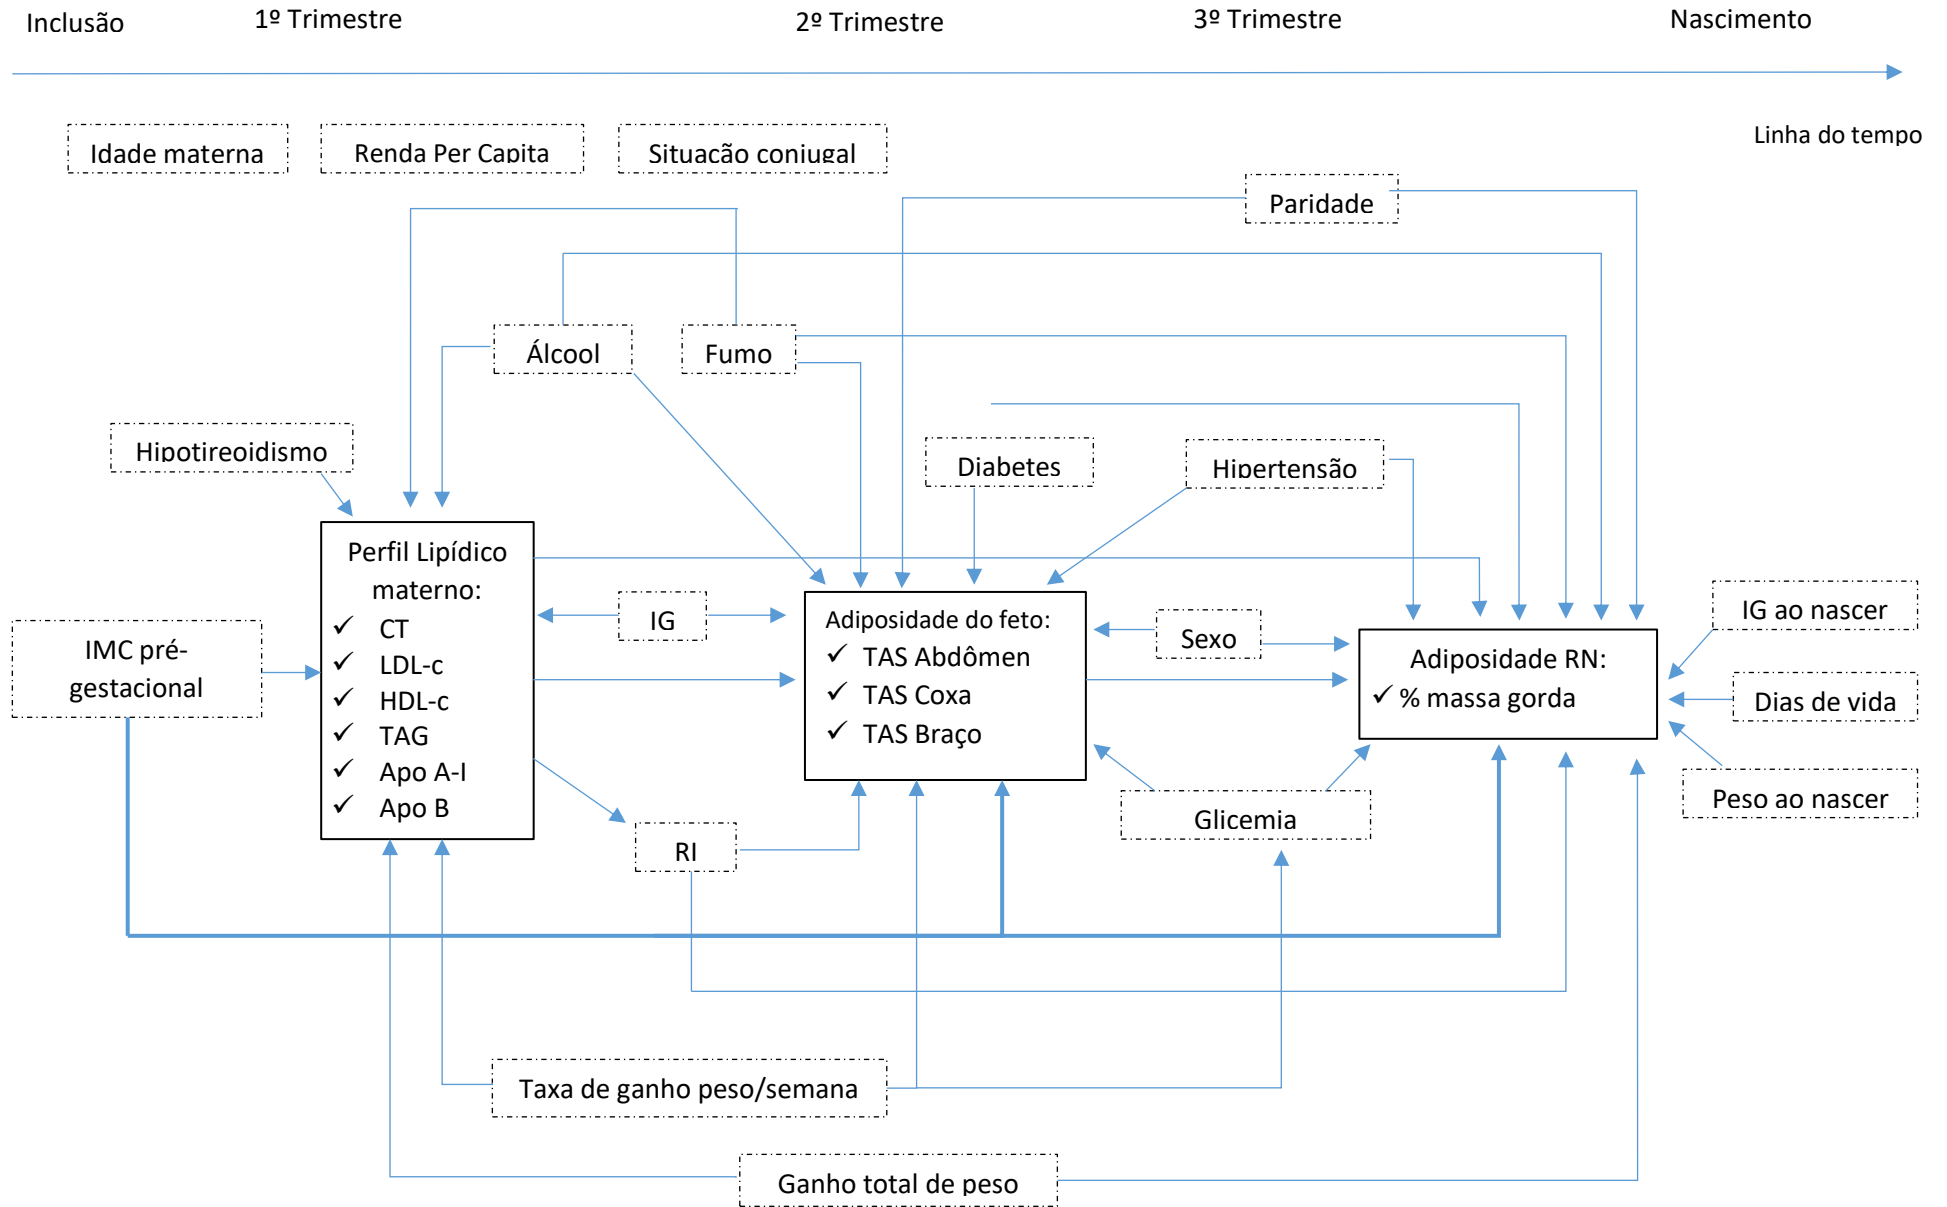 Inclusão
1º Trimestre
2º Trimestre
3º Trimestre
Nascimento
Linha do tempo
Idade materna
Renda Per Capita
Situação conjugal
Paridade
Álcool
Fumo
Hipotireoidismo
Diabetes
Hipertensão
Perfil Lipídico
materno:
✓ CT
✓ LDL-c
✓ HDL-c
✓ TAG
✓ Apo A-I
✓ Apo B
IG
Adiposidade do feto:
✓ TAS Abdômen
✓ TAS Coxa
✓ TAS Braço
Sexo
Adiposidade RN:
✓ % massa gorda
IG ao nascer
Dias de vida
Peso ao nascer
IMC pré-
gestacional
RI
Glicemia
Taxa de ganho peso/semana
Ganho total de peso